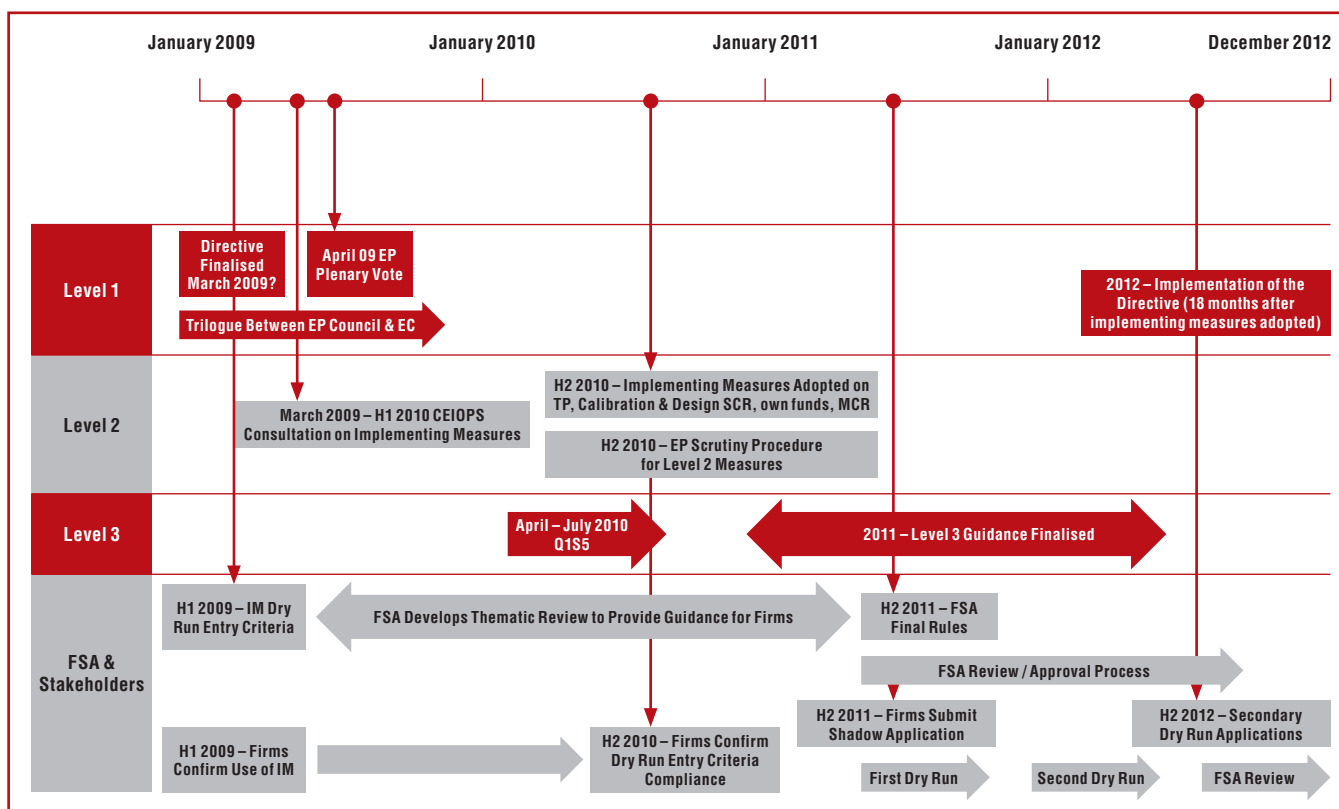 January 2009
January 2010
January 2011
January 2012
December 2012
Level 1
Directive
Finalised
March 2009?
April 09 EP
Plenary Vote
Trilogue Between EP Council & EC
2012 – Implementation of the
Directive (18 months after
implementing measures adopted)
Level 2
March 2009 – H1 2010 CEIOPS
Consultation on Implementing Measures
H2 2010 – Implementing Measures Adopted on
TP, Calibration & Design SCR, own funds, MCR
H2 2010 – EP Scrutiny Procedure
for Level 2 Measures
Level 3
April – July 2010
Q1S5
2011 – Level 3 Guidance Finalised
FSA &
Stakeholders
H1 2009 – IM Dry
Run Entry Criteria
FSA Develops Thematic Review to Provide Guidance for Firms
H2 2011 – FSA
Final Rules
FSA Review / Approval Process
H1 2009 – Firms
Confirm Use of IM
H2 2010 – Firms Confirm
Dry Run Entry Criteria
Compliance
H2 2011 – Firms Submit
Shadow Application
H2 2012 – Secondary
Dry Run Applications
First Dry Run
Second Dry Run
FSA Review